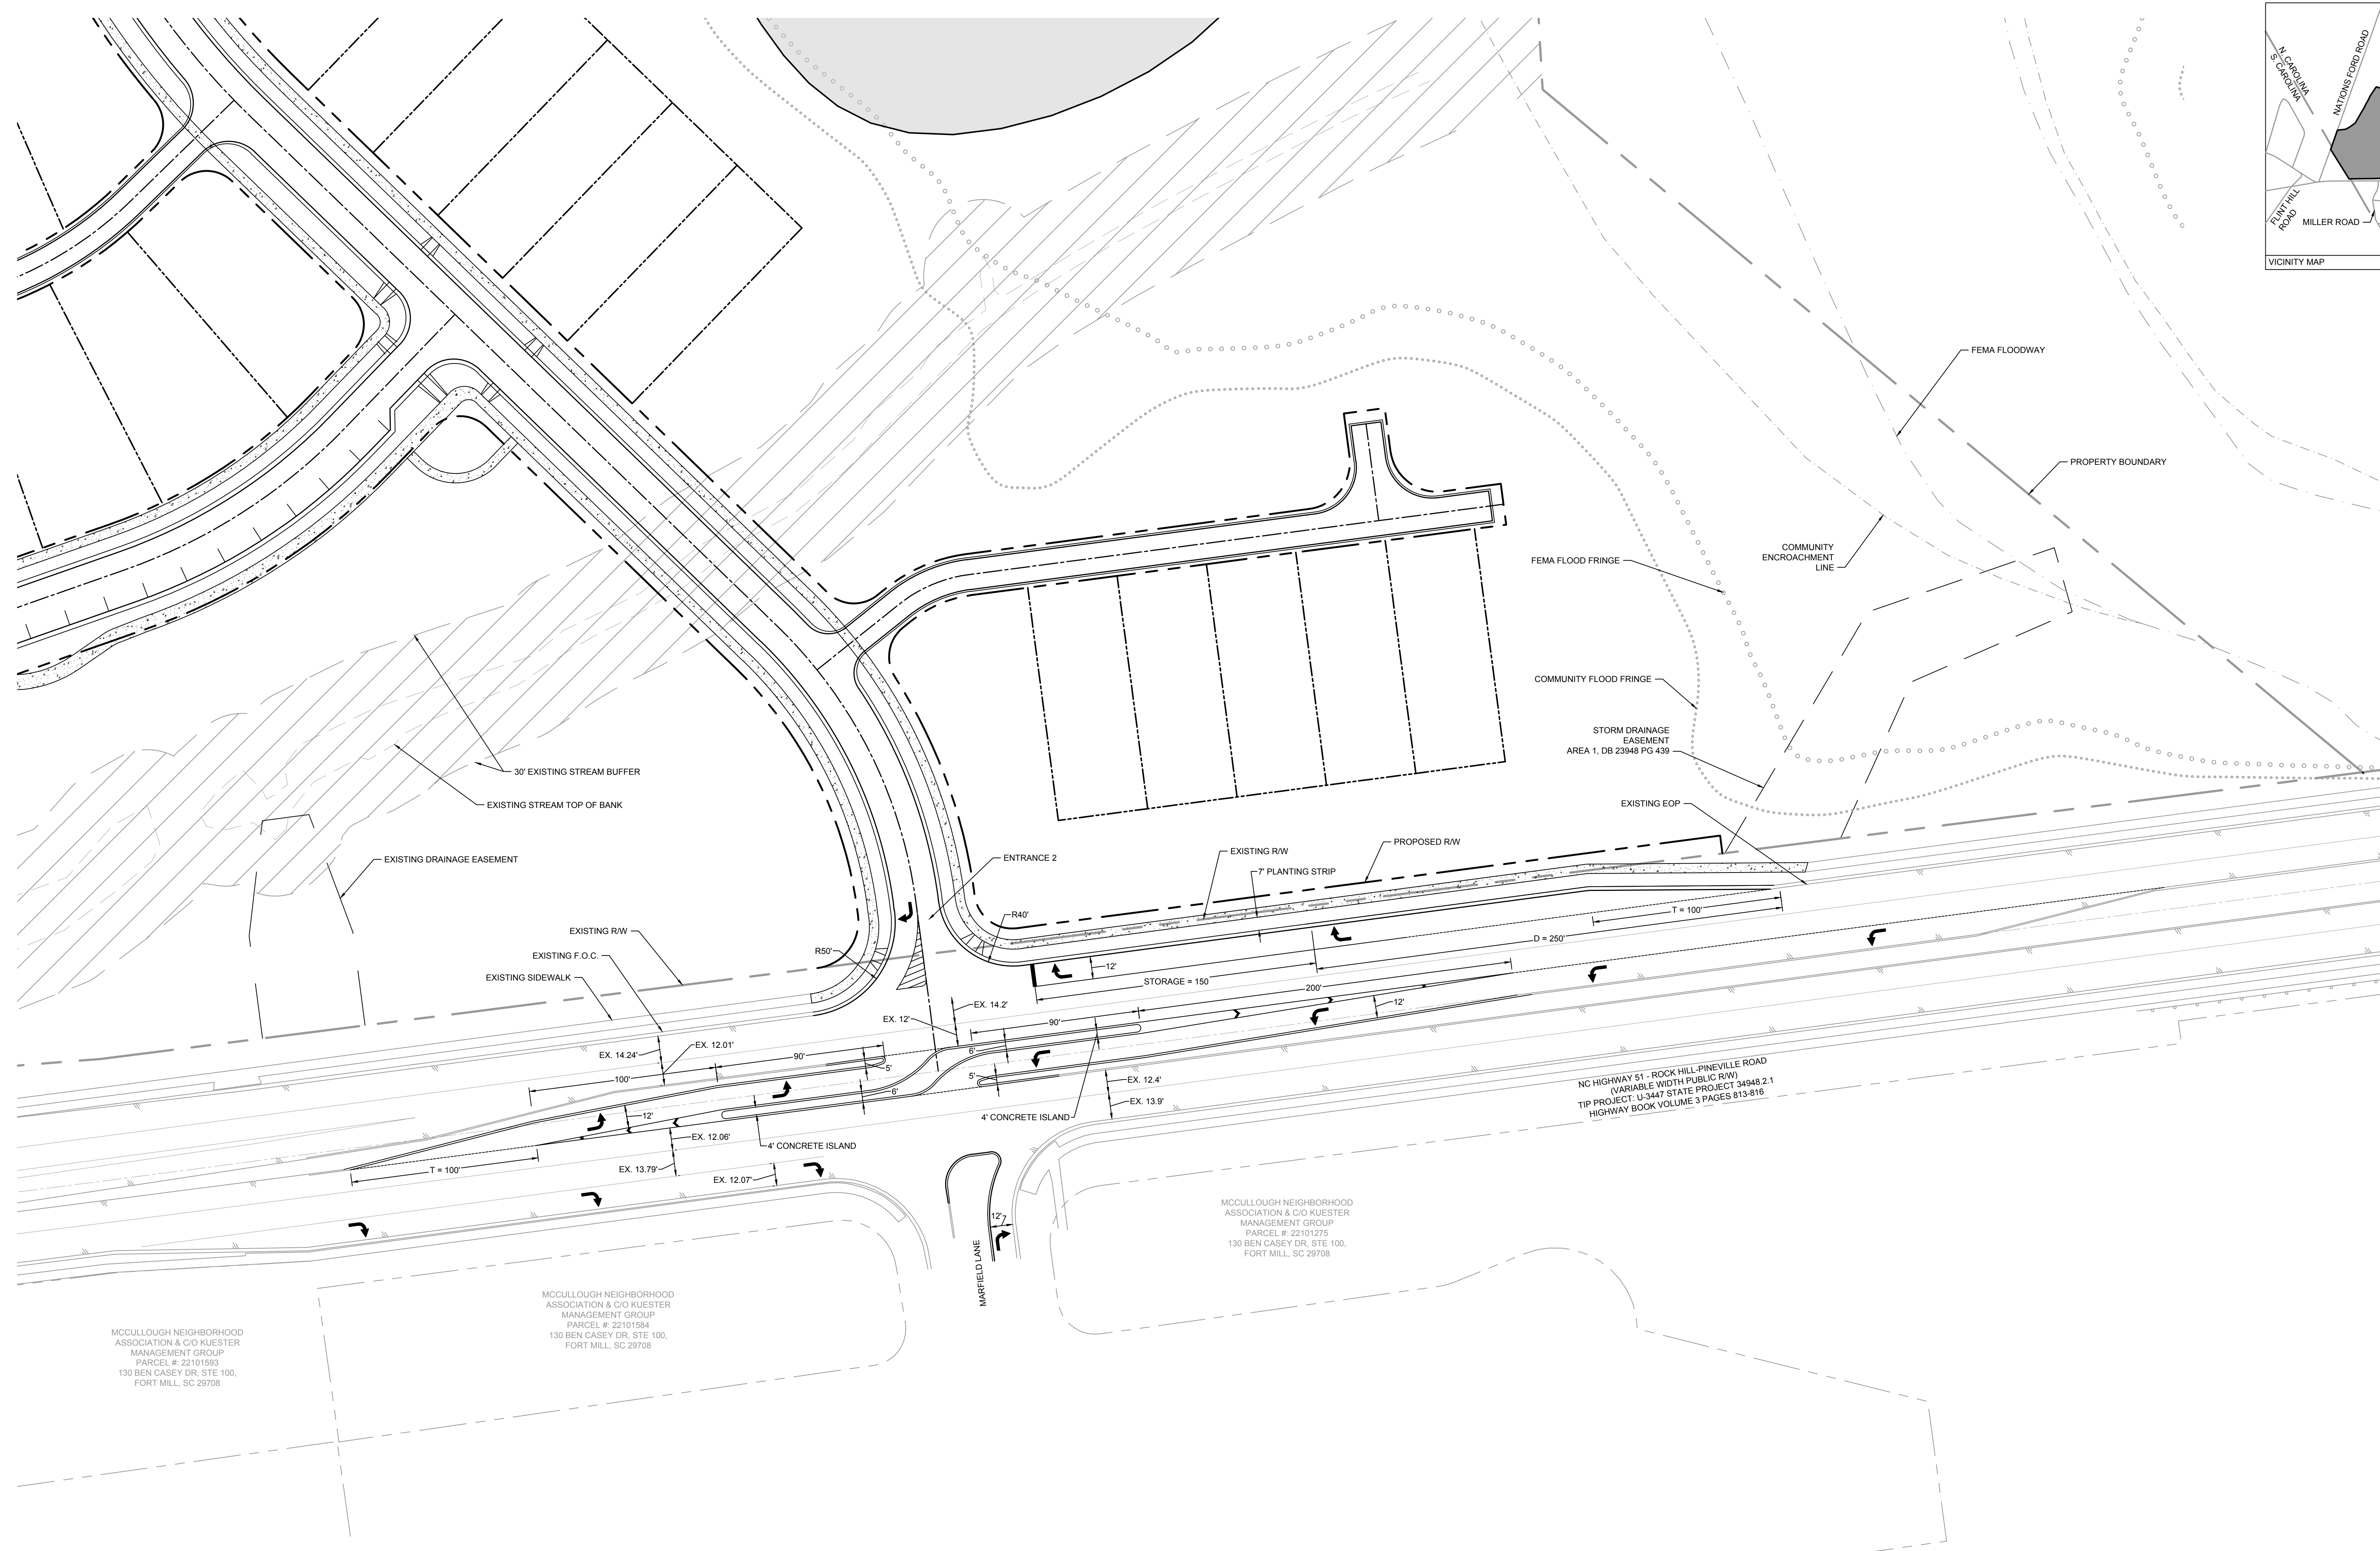 N. CAROLINA
S. CAROLINA
NATIONS FORD ROAD
FLINT HILL
ROAD
MILLER ROAD
VICINITY MAP
FEMA FLOODWAY
PROPERTY BOUNDARY
COMMUNITY
ENCROACHMENT
LINE
FEMA FLOOD FRINGE
COMMUNITY FLOOD FRINGE
STORM DRAINAGE
EASEMENT
AREA 1, DB 23948 PG 439
EXISTING EOP
30' EXISTING STREAM BUFFER
EXISTING STREAM TOP OF BANK
EXISTING DRAINAGE EASEMENT
ENTRANCE 2
EXISTING R/W
7' PLANTING STRIP
PROPOSED R/W
EXISTING R/W
EXISTING F.O.C.
EXISTING SIDEWALK
R50'
R40'
T = 100'
D = 250'
12'
STORAGE = 150
200'
12'
EX. 14.2'
EX. 12'
90'
6'
EX. 14.24'
EX. 12.01'
90'
5'
100'
6'
5'
12'
EX. 12.4'
EX. 13.9'
4' CONCRETE ISLAND
4' CONCRETE ISLAND
EX. 12.06'
EX. 13.79'
EX. 12.07'
T = 100'
NC HIGHWAY 51 - ROCK HILL-PINEVILLE ROAD
(VARIABLE WIDTH PUBLIC R/W)
TIP PROJECT: U-3447 STATE PROJECT 34948.2.1
HIGHWAY BOOK VOLUME 3 PAGES 813-816
12'
MARFIELD LANE
MCCULLOUGH NEIGHBORHOOD
ASSOCIATION & C/O KUESTER
MANAGEMENT GROUP
PARCEL #: 22101275
130 BEN CASEY DR, STE 100,
FORT MILL, SC 29708
MCCULLOUGH NEIGHBORHOOD
ASSOCIATION & C/O KUESTER
MANAGEMENT GROUP
PARCEL #: 22101584
130 BEN CASEY DR, STE 100,
FORT MILL, SC 29708
MCCULLOUGH NEIGHBORHOOD
ASSOCIATION & C/O KUESTER
MANAGEMENT GROUP
PARCEL #: 22101593
130 BEN CASEY DR, STE 100,
FORT MILL, SC 29708